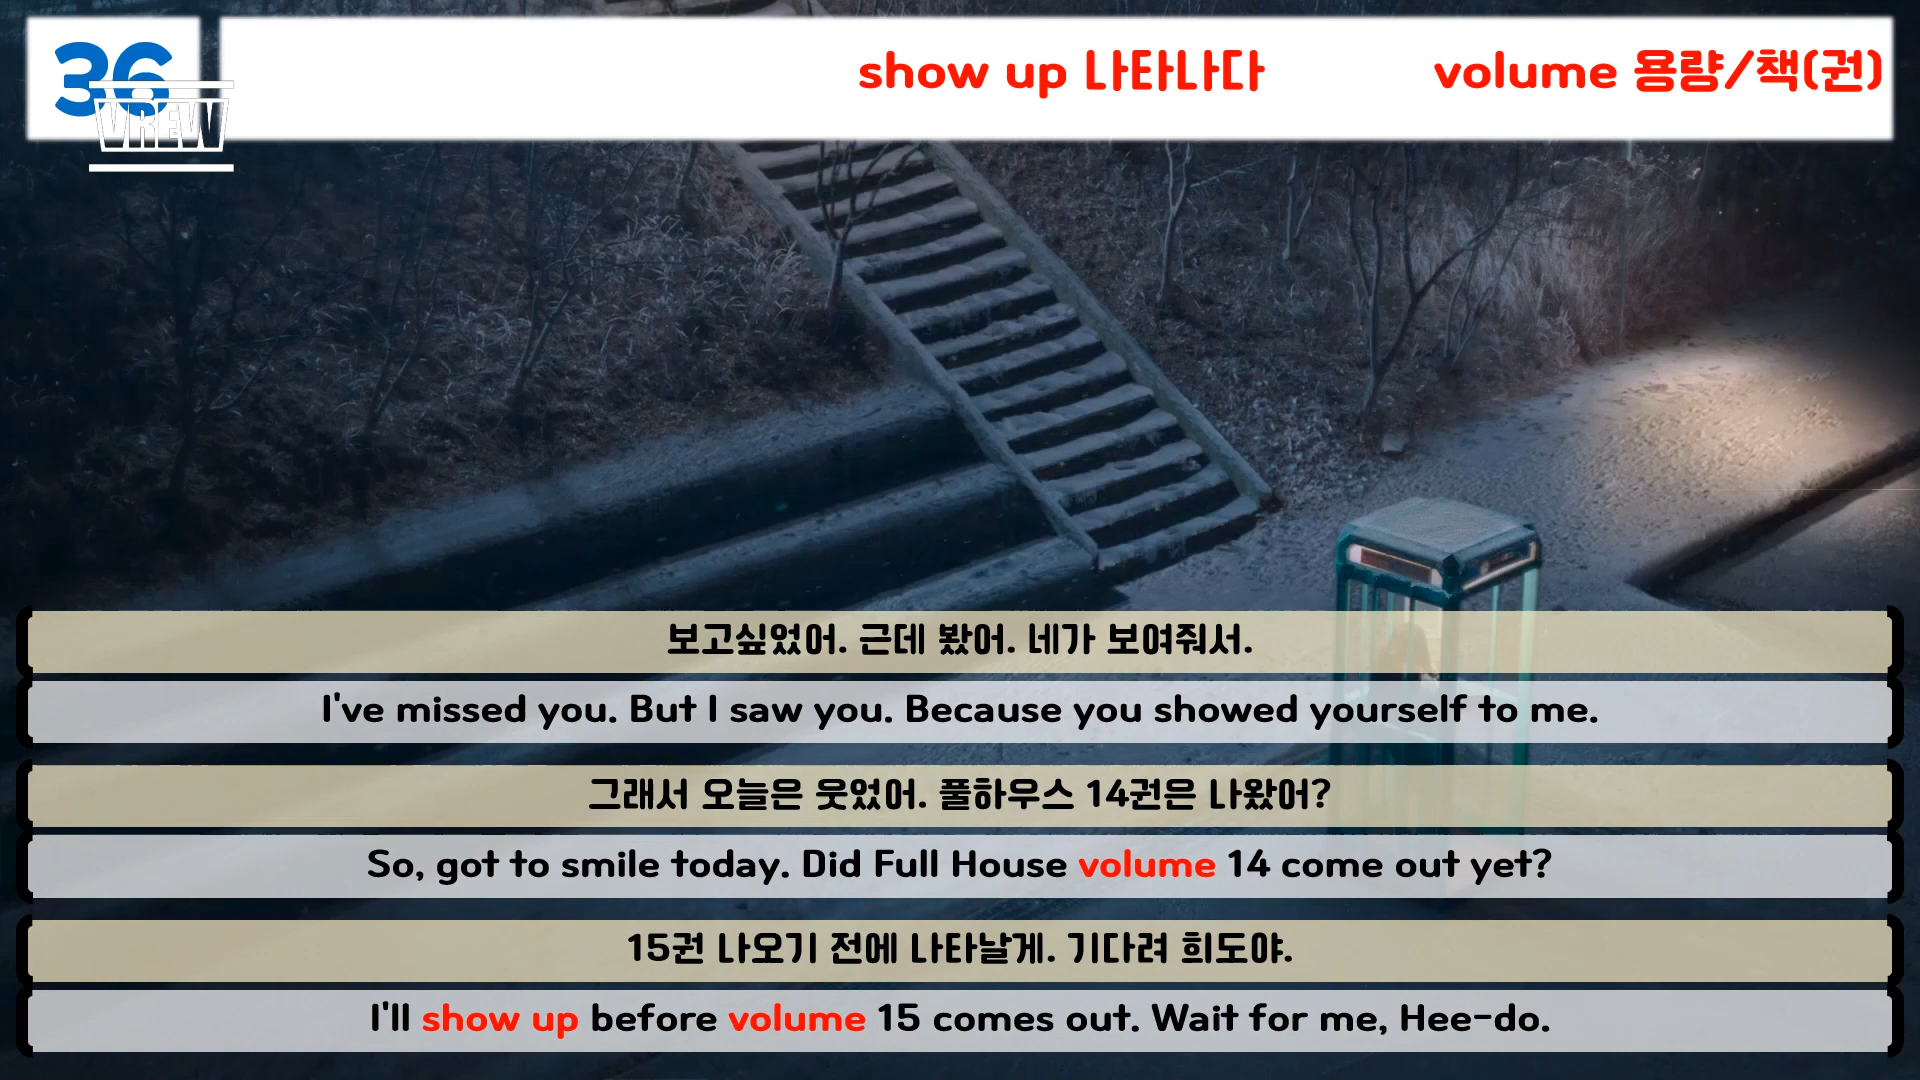 36
VREW
show up 나타나다 volume 용량/책(권)
보고싶었어. 근데 봤어. 네가 보여줘서.
I've missed you. But I saw you. Because you showed yourself to me.
그래서 오늘은 웃었어. 풀하우스 14권은 나왔어?
So, got to smile today. Did Full House volume 14 come out yet?
15권 나오기 전에 나타날게. 기다려 희도야.
I'll show up before volume 15 comes out. Wait for me, Hee-do.